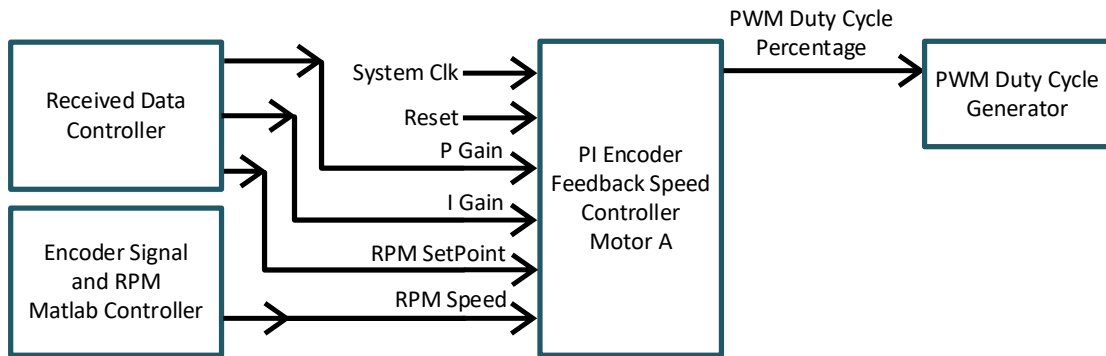 Received Data
Controller
Encoder Signal
and RPM
Matlab Controller
System Clk
Reset
P Gain
I Gain
RPM SetPoint
RPM Speed
PI Encoder
Feedback Speed
Controller
Motor A
PWM Duty Cycle
Percentage
PWM Duty Cycle
Generator